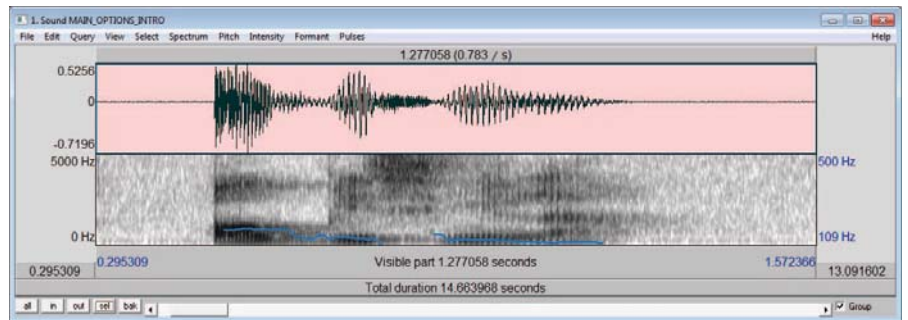 1. Sound MAIN_OPTIONS_INTRO
File Edit Query View Select Spectrum Pitch Intensity Formant Pulses Help
1.277058 (0.783 / s)
0.5256
0
-0.7196
5000 Hz 500 Hz
0 Hz 109 Hz
0.295309 Visible part 1.277058 seconds 1.572366
0.295309 13.091602
Total duration 14.663968 seconds
all in out sel bak Group